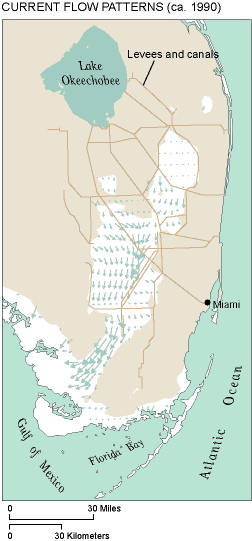 CURRENT FLOW PATTERNS (ca. 1990)
Lake
Okeechobee
Levees and canals
Miami
Gulf of Mexico
Florida Bay
Atlantic Ocean
0 30 Miles
0 30 Kilometers